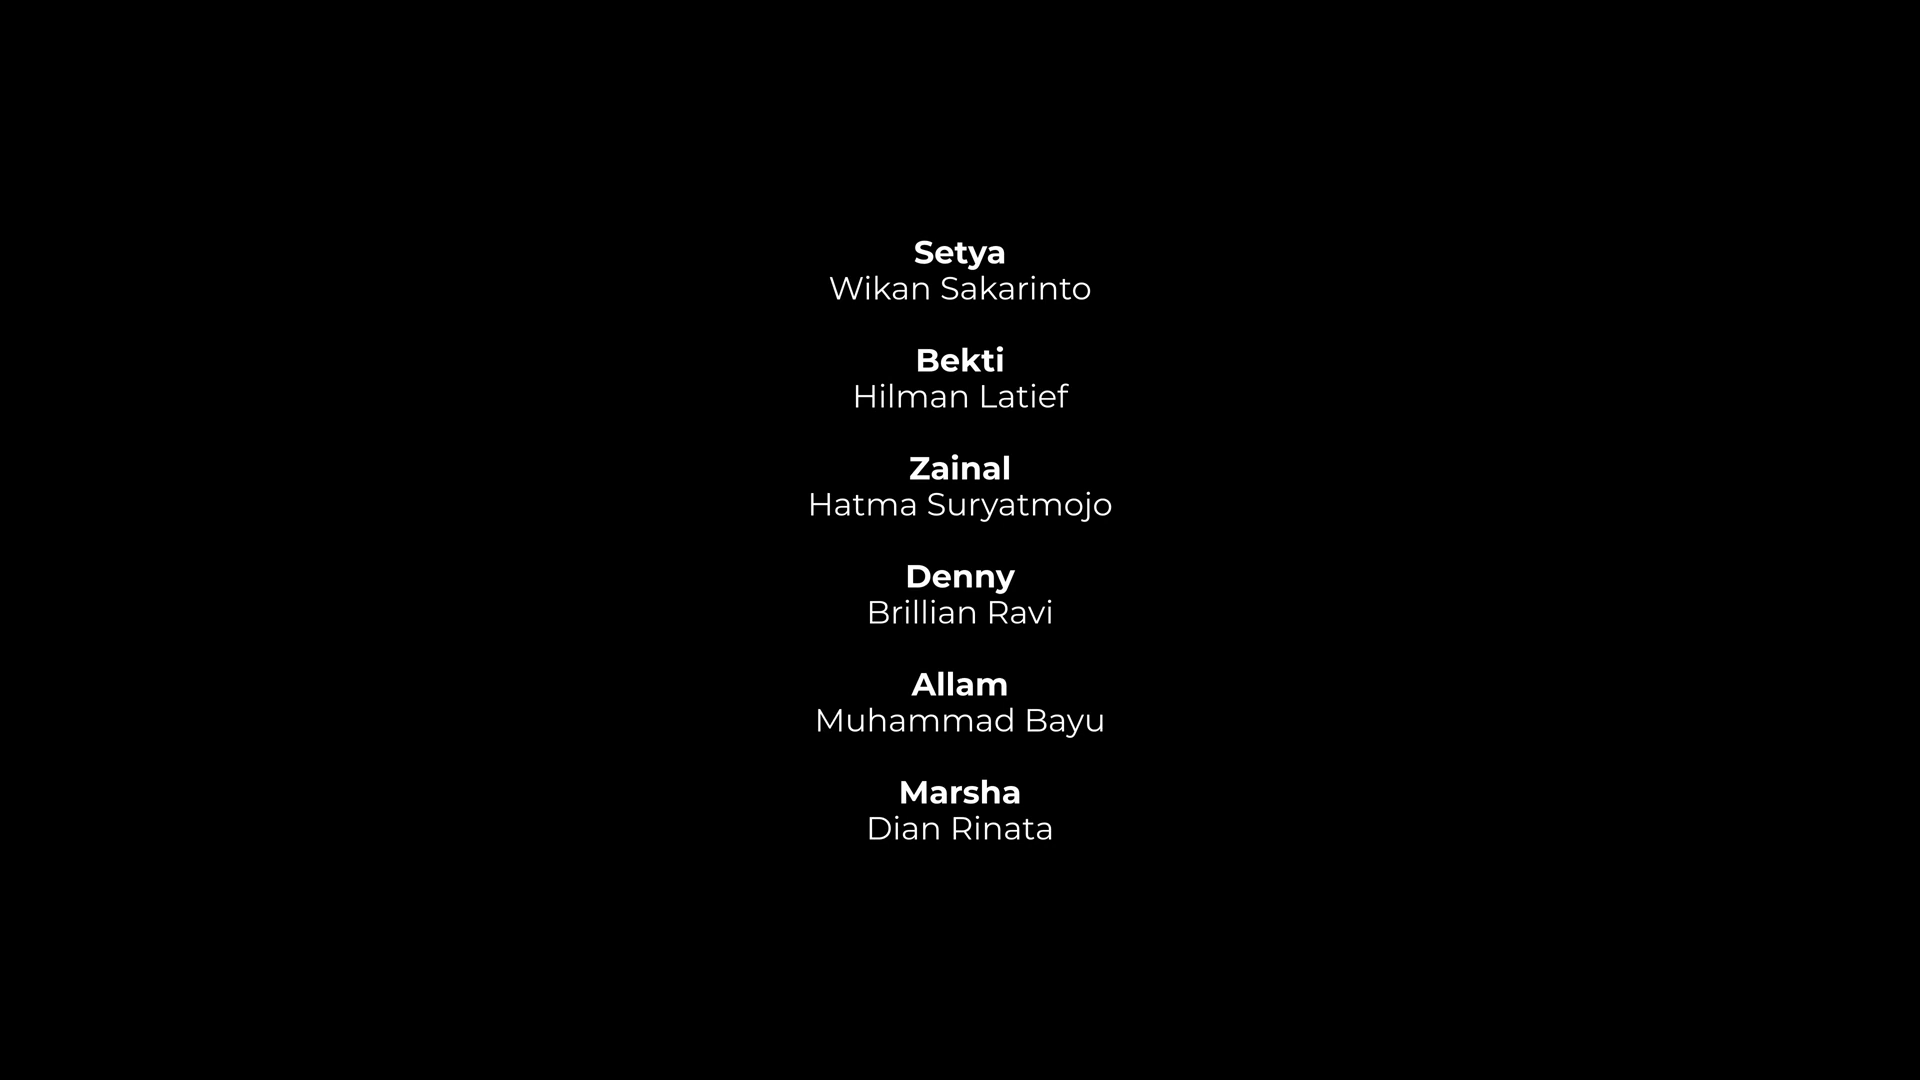 Setya
Wikan Sakarinto
Bekti
Hilman Latief
Zainal
Hatma Suryatmojo
Denny
Brillian Ravi
Allam
Muhammad Bayu
Marsha
Dian Rinata